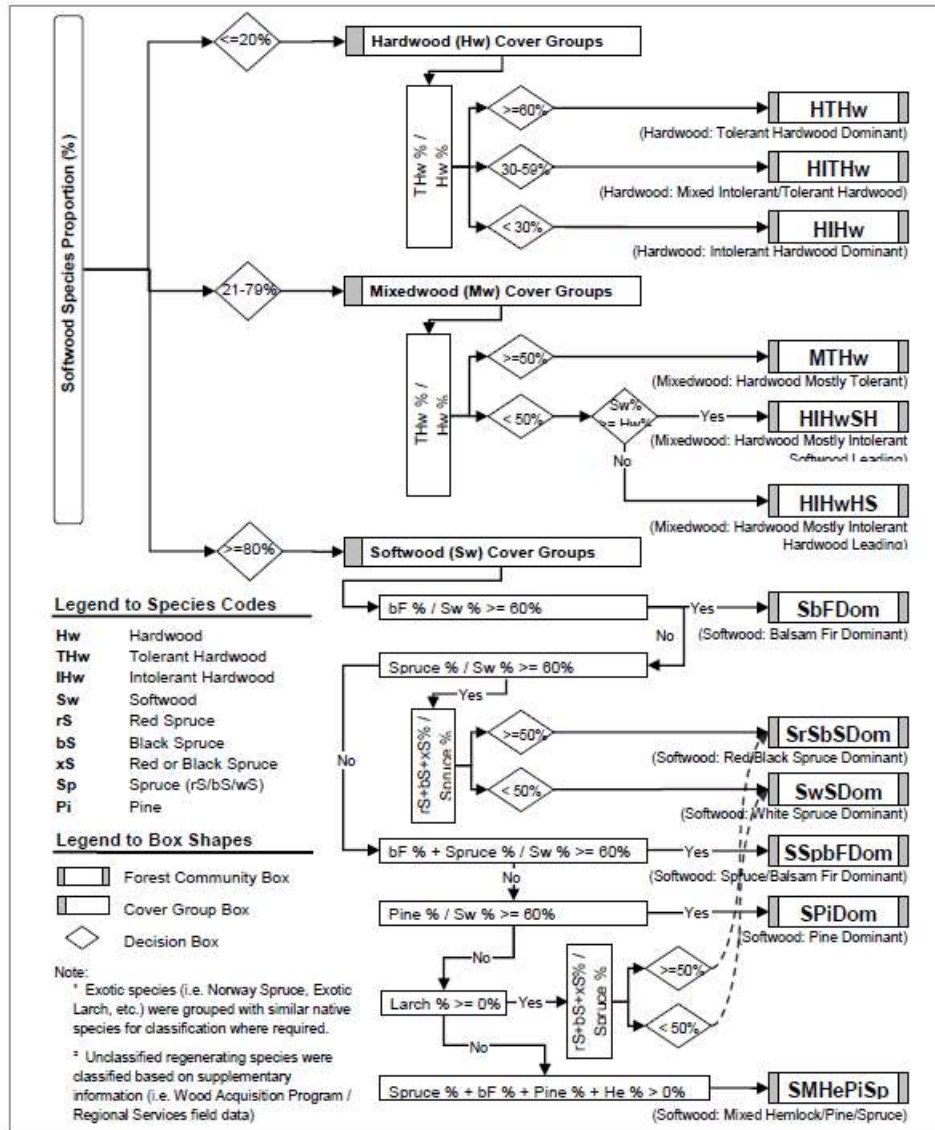 Softwood Species Proportion (%)
<=20%
Hardwood (Hw) Cover Groups
THw % /
Hw %
>=60%
HTHw
(Hardwood: Tolerant Hardwood Dominant)
30-59%
HITHw
(Hardwood: Mixed Intolerant/Tolerant Hardwood)
< 30%
HIHw
(Hardwood: Intolerant Hardwood Dominant)
21-79%
Mixedwood (Mw) Cover Groups
THw % /
Hw %
>=50%
MTHw
(Mixedwood: Hardwood Mostly Tolerant)
< 50%
Sw%
>= Hw%
Yes
HIHwSH
(Mixedwood: Hardwood Mostly Intolerant
Softwood Leading)
No
HIHwHS
(Mixedwood: Hardwood Mostly Intolerant
Hardwood Leading)
>=80%
Softwood (Sw) Cover Groups
bF % / Sw % >= 60%
Yes
SbFDom
(Softwood: Balsam Fir Dominant)
No
Spruce % / Sw % >= 60%
Yes
No
rS+bS+xS% /
Spruce %
>=50%
SrSbSDom
(Softwood: Red/Black Spruce Dominant)
< 50%
SwSDom
(Softwood: White Spruce Dominant)
bF % + Spruce % / Sw % >= 60%
Yes
SSpbFDom
(Softwood: Spruce/Balsam Fir Dominant)
No
Pine % / Sw % >= 60%
Yes
SPiDom
(Softwood: Pine Dominant)
No
Larch % >= 0%
Yes
rS+bS+xS% /
Spruce %
>=50%
< 50%
No
Spruce % + bF % + Pine % + He % > 0%
SMHePiSp
(Softwood: Mixed Hemlock/Pine/Spruce)
Legend to Species Codes
Hw Hardwood
THw Tolerant Hardwood
IHw Intolerant Hardwood
Sw Softwood
rS Red Spruce
bS Black Spruce
xS Red or Black Spruce
Sp Spruce (rS/bS/wS)
Pi Pine
Legend to Box Shapes
Forest Community Box
Cover Group Box
Decision Box
Note:
¹ Exotic species (i.e. Norway Spruce, Exotic
Larch, etc.) were grouped with similar native
species for classification where required.
² Unclassified regenerating species were
classified based on supplementary
information (i.e. Wood Acquisition Program /
Regional Services field data)